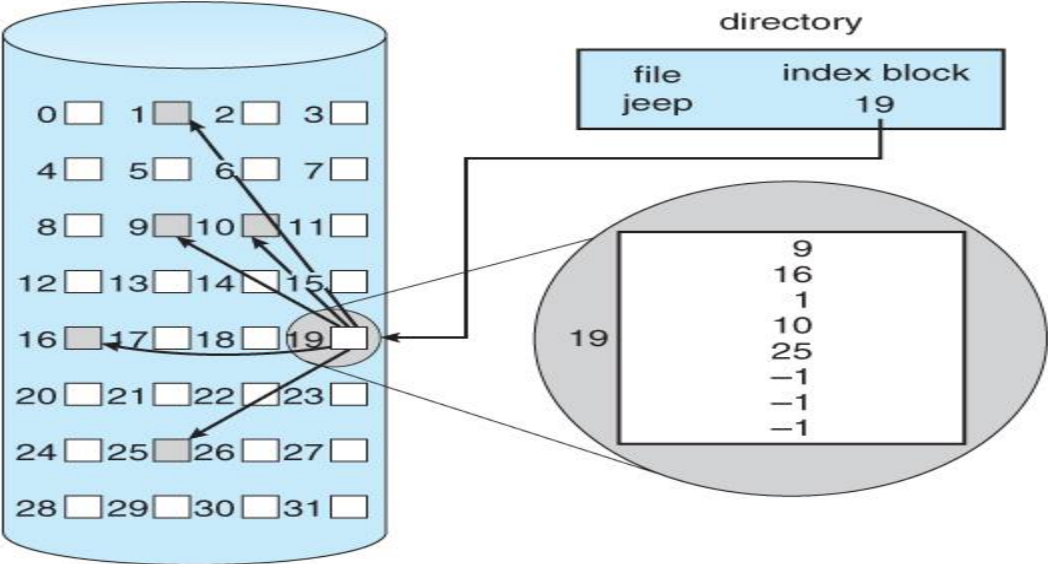 directory
file index block
jeep 19
0 1 2 3
4 5 6 7
8 9 10 11
12 13 14 15
16 17 18 19
20 21 22 23
24 25 26 27
28 29 30 31
19
9
16
1
10
25
–1
–1
–1